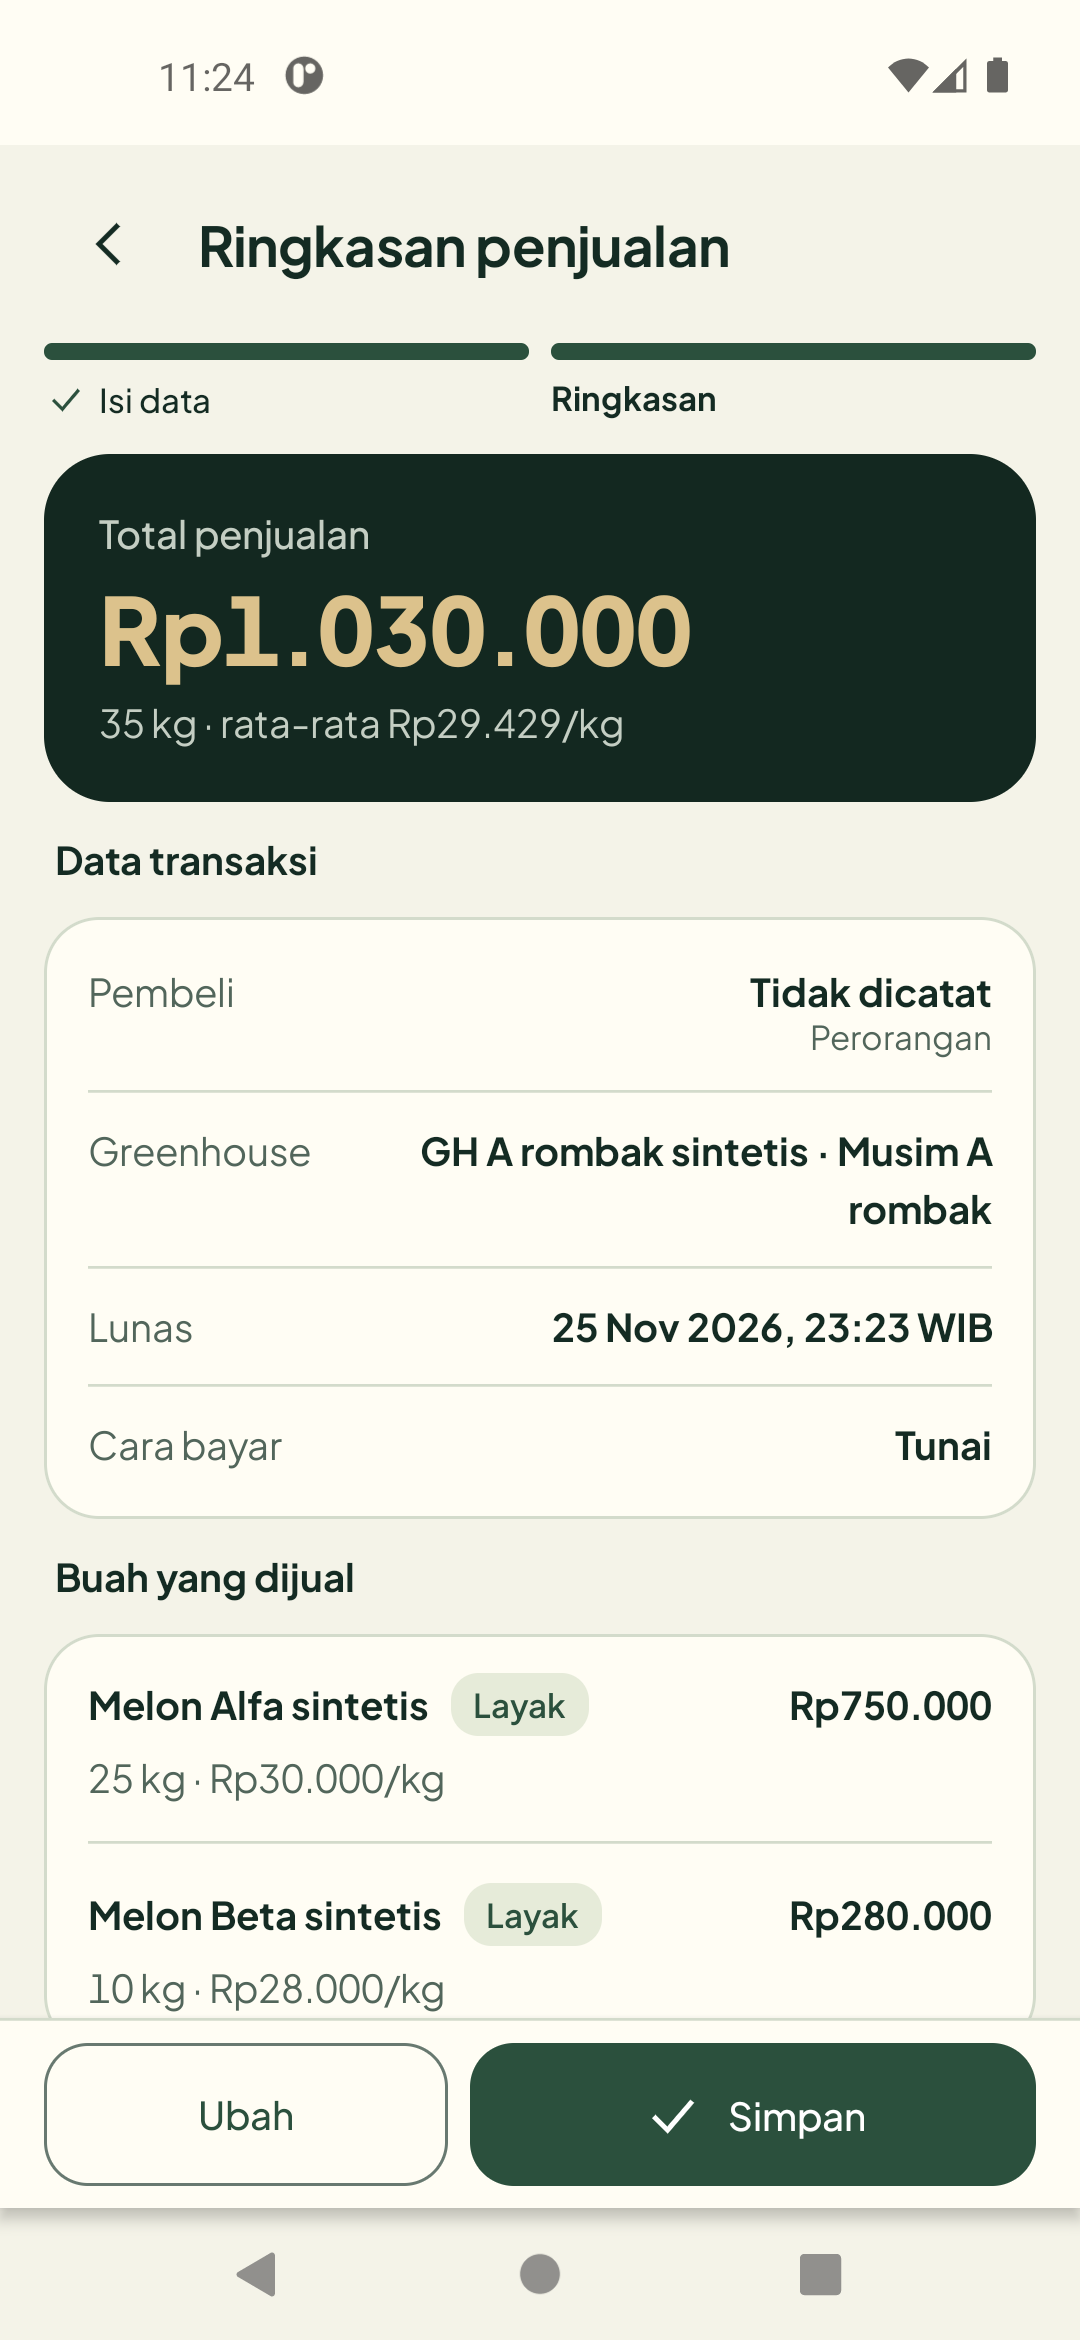 11:24
Ringkasan penjualan
Isi data
Ringkasan
Total penjualan
Rp1.030.000
35 kg · rata-rata Rp29.429/kg
Data transaksi
Pembeli
Tidak dicatat
Perorangan
Greenhouse
GH A rombak sintetis · Musim A
rombak
Lunas
25 Nov 2026, 23:23 WIB
Cara bayar
Tunai
Buah yang dijual
Melon Alfa sintetis
Layak
Rp750.000
25 kg · Rp30.000/kg
Melon Beta sintetis
Layak
Rp280.000
10 kg · Rp28.000/kg
Ubah
Simpan